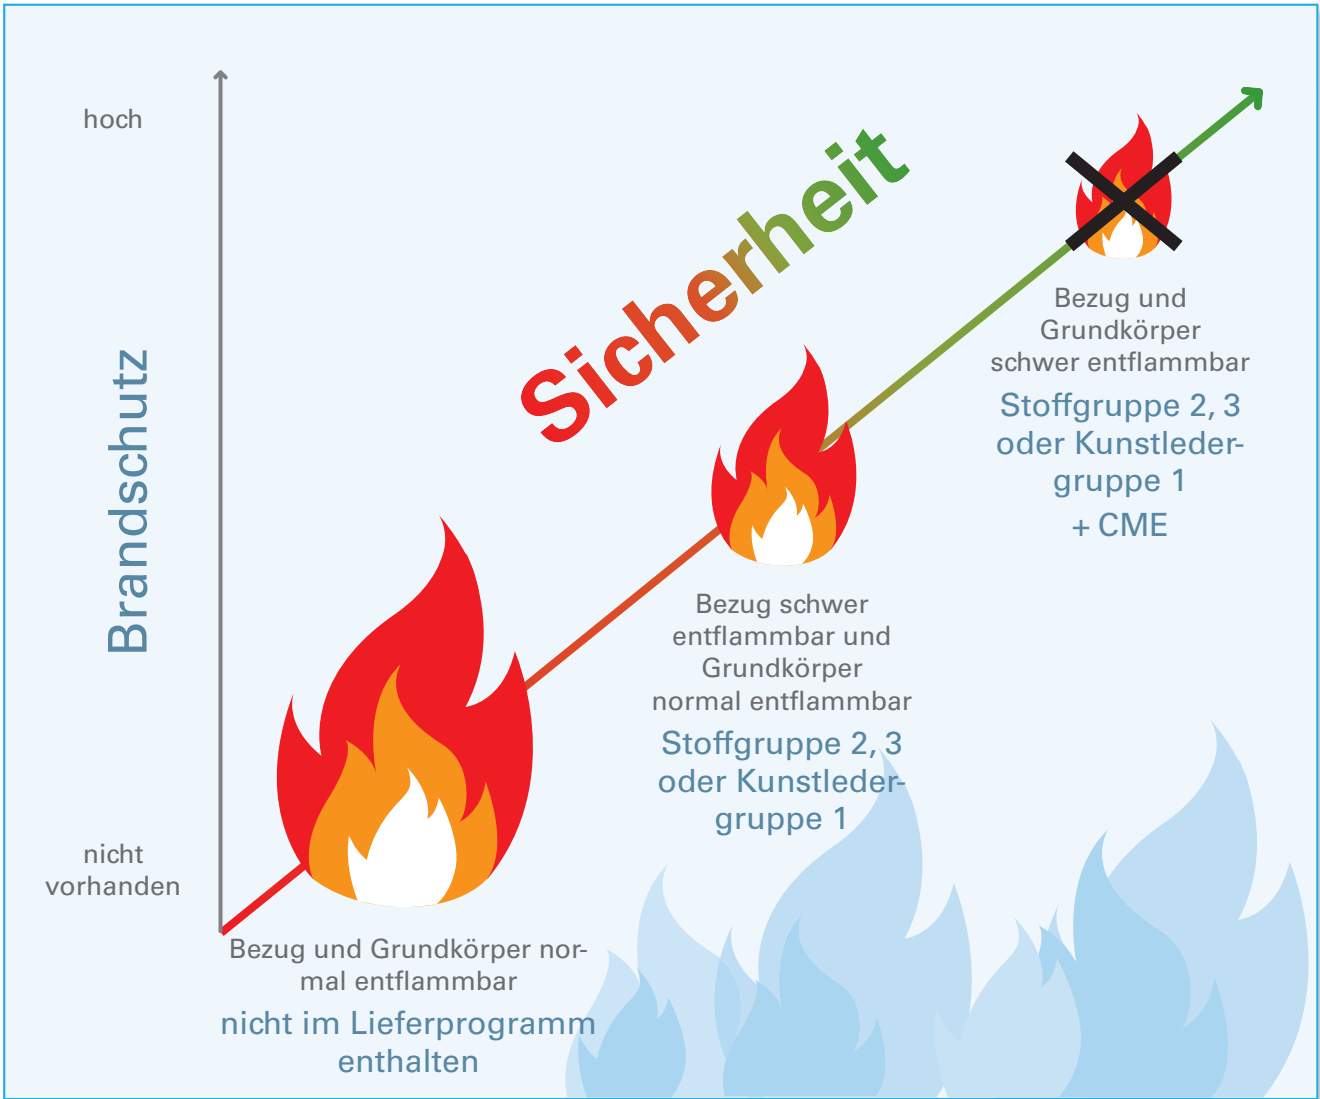 hoch
Brandschutz
nicht
vorhanden
Sicherheit
Bezug und Grundkörper nor-
mal entflammbar
nicht im Lieferprogramm
enthalten
Bezug schwer
entflammbar und
Grundkörper
normal entflammbar
Stoffgruppe 2, 3
oder Kunstleder-
gruppe 1
Bezug und
Grundkörper
schwer entflammbar
Stoffgruppe 2, 3
oder Kunstleder-
gruppe 1
+ CME